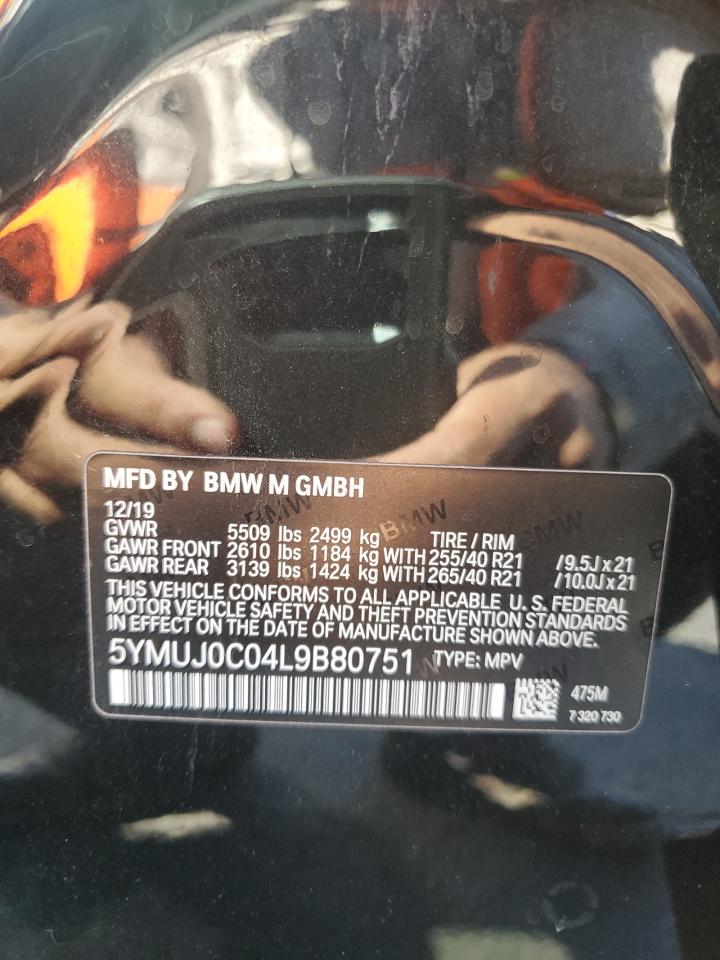 MFD BY BMW M GMBH
12/19
GVWR 5509 lbs 2499 kg TIRE / RIM
GAWR FRONT 2610 lbs 1184 kg WITH 255/40 R21 /9.5J x 21
GAWR REAR 3139 lbs 1424 kg WITH 265/40 R21 /10.0J x 21
THIS VEHICLE CONFORMS TO ALL APPLICABLE U. S. FEDERAL
MOTOR VEHICLE SAFETY AND THEFT PREVENTION STANDARDS
IN EFFECT ON THE DATE OF MANUFACTURE SHOWN ABOVE.
5YMUJ0C04L9B80751 TYPE: MPV
475M
7 320 730